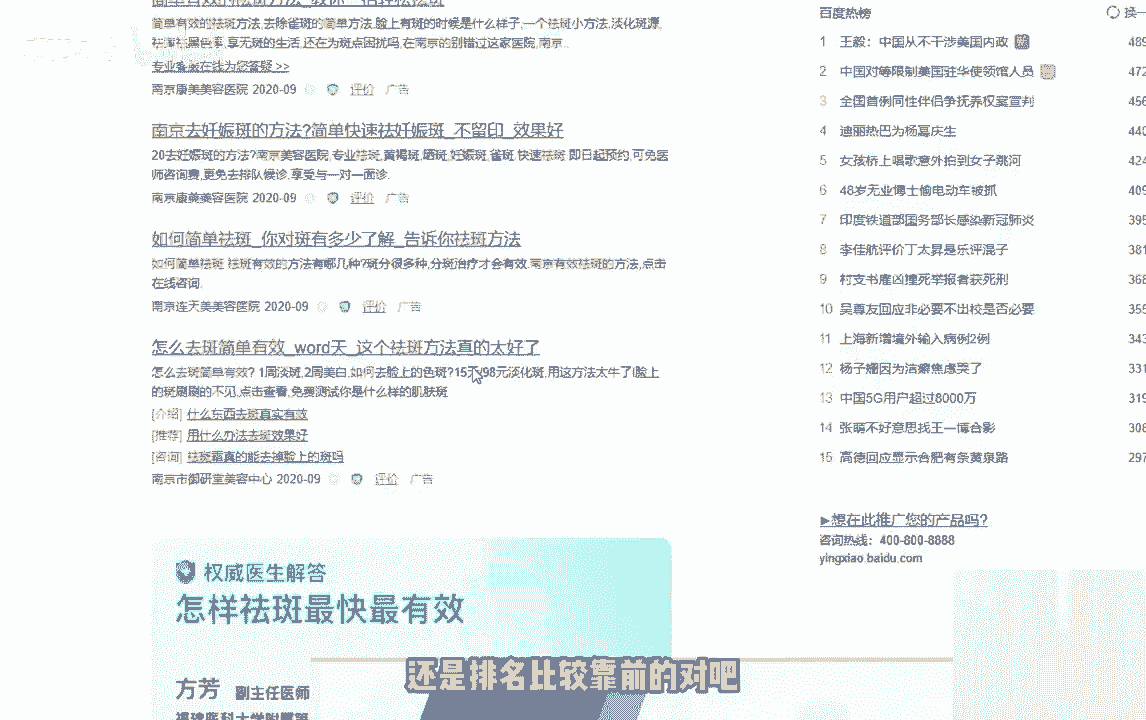 简单有效的祛斑方法,去除雀斑的简单方法,脸上有斑的时候是什么样子,一个祛斑小方法,淡化斑源,
祛斑祛黑色素,享无斑的生活,还在为斑点困扰吗,在南京的别错过这家医院,南京..
专业客服在线为您答疑 >>
南京康美美容医院 2020-09 评价 广告
南京去妊娠斑的方法?简单快速祛妊娠斑_不留印_效果好
20去妊娠斑的方法?南京美容医院,专业祛斑,黄褐斑,晒斑,妊娠斑,雀斑,快速祛斑 即日起预约,可免医
师咨询费,更免去排队候诊,享受与一对一面诊.
南京康美美容医院 2020-09 评价 广告
如何简单祛斑_你对斑有多少了解_告诉你祛斑方法
如何简单祛斑 祛斑有效的方法有哪几种?斑分很多种,分斑治疗才会有效.南京有效祛斑的方法,点击
在线咨询.
南京连天美美容医院 2020-09 评价 广告
怎么去斑简单有效_word天_这个祛斑方法真的太好了
怎么去斑简单有效? 1周淡斑,2周美白,如何去脸上的色斑?15天98元淡化斑,用这方法太牛了!脸上
的斑刷刷的不见,点击查看,免费测试你是什么样的肌肤斑
[介绍] 什么东西去斑真实有效
[推荐] 用什么办法去斑效果好
[咨询] 祛斑霜真的能去掉脸上的斑吗
南京市御研堂美容中心 2020-09 评价 广告
权威医生解答
怎样祛斑最快最有效
方芳 副主任医师
还是排名比较靠前的对吧
百度热榜 换一
1 王毅：中国从不干涉美国内政 489
2 中国对等限制美国驻华使领馆人员 472
3 全国首例同性伴侣争抚养权案宣判 456
4 迪丽热巴为杨幂庆生 440
5 女孩桥上唱歌意外拍到女子跳河 424
6 48岁无业博士偷电动车被抓 409
7 印度铁道部国务部长感染新冠肺炎 395
8 李佳航评价丁太昇是乐评混子 381
9 村支书雇凶撞死举报者获死刑 368
10 吴尊友回应非必要不出校是否必要 355
11 上海新增境外输入病例2例 343
12 杨子姗因为洁癖焦虑哭了 331
13 中国5G用户超过8000万 319
14 张萌不好意思找王一博合影 308
15 高德回应显示合肥有条黄泉路 297
▶想在此推广您的产品吗?
咨询热线：400-800-8888
yingxiao.baidu.com